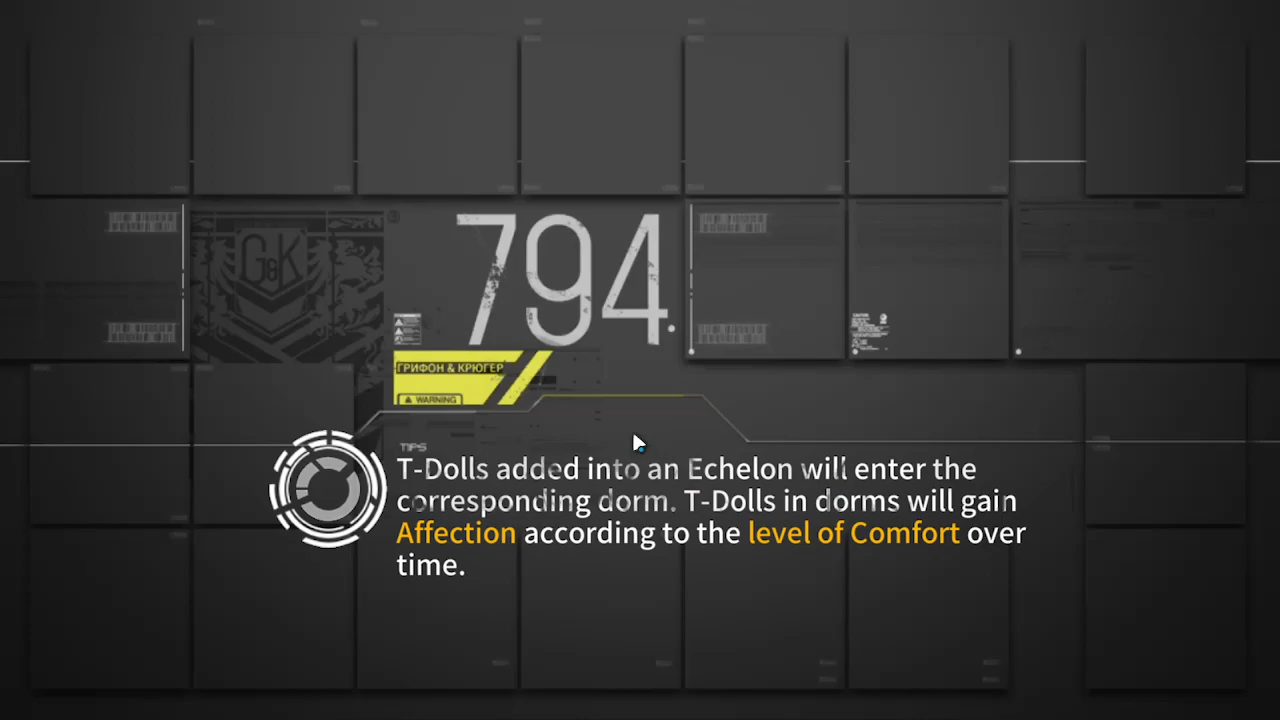 G&K
794.
ГРИФОН & КРЮГЕР
WARNING
TIPS
T-Dolls added into an Echelon will enter the
corresponding dorm. T-Dolls in dorms will gain
Affection according to the level of Comfort over
time.